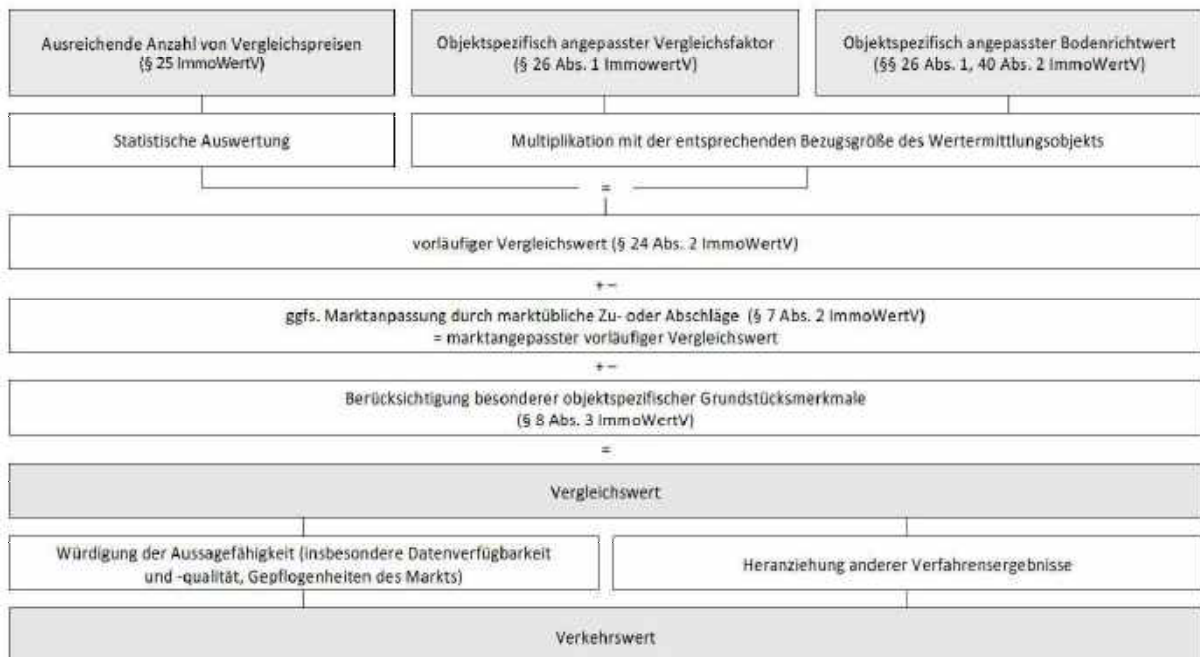 Ausreichende Anzahl von Vergleichspreisen
(§ 25 ImmoWertV)
Objektspezifisch angepasster Vergleichsfaktor
(§ 26 Abs. 1 ImmowertV)
Objektspezifisch angepasster Bodenrichtwert
(§§ 26 Abs. 1, 40 Abs. 2 ImmoWertV)
Statistische Auswertung
Multiplikation mit der entsprechenden Bezugsgröße des Wertermittlungsobjekts
=
vorläufiger Vergleichswert (§ 24 Abs. 2 ImmoWertV)
+ –
ggfs. Marktanpassung durch marktübliche Zu- oder Abschläge (§ 7 Abs. 2 ImmoWertV)
= marktangepasster vorläufiger Vergleichswert
+ –
Berücksichtigung besonderer objektspezifischer Grundstücksmerkmale
(§ 8 Abs. 3 ImmoWertV)
=
Vergleichswert
Würdigung der Aussagefähigkeit (insbesondere Datenverfügbarkeit
und -qualität, Gepflogenheiten des Markts)
Heranziehung anderer Verfahrensergebnisse
Verkehrswert